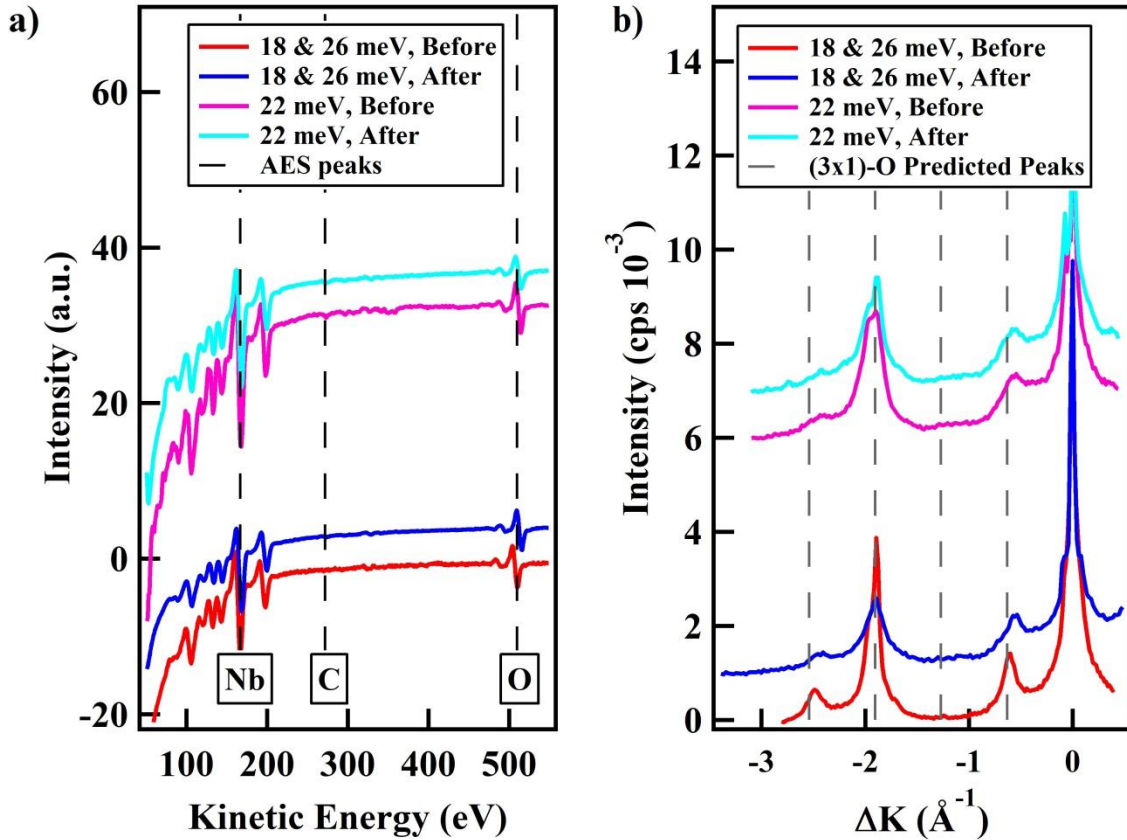 a)
18 & 26 meV, Before
18 & 26 meV, After
22 meV, Before
22 meV, After
AES peaks
60
40
20
0
-20
Intensity (a.u.)
Nb
C
O
100
200
300
400
500
Kinetic Energy (eV)
b)
18 & 26 meV, Before
18 & 26 meV, After
22 meV, Before
22 meV, After
(3x1)-O Predicted Peaks
14
12
10
8
6
4
2
0
Intensity (cps 10⁻³)
-3
-2
-1
0
ΔK (Å⁻¹)